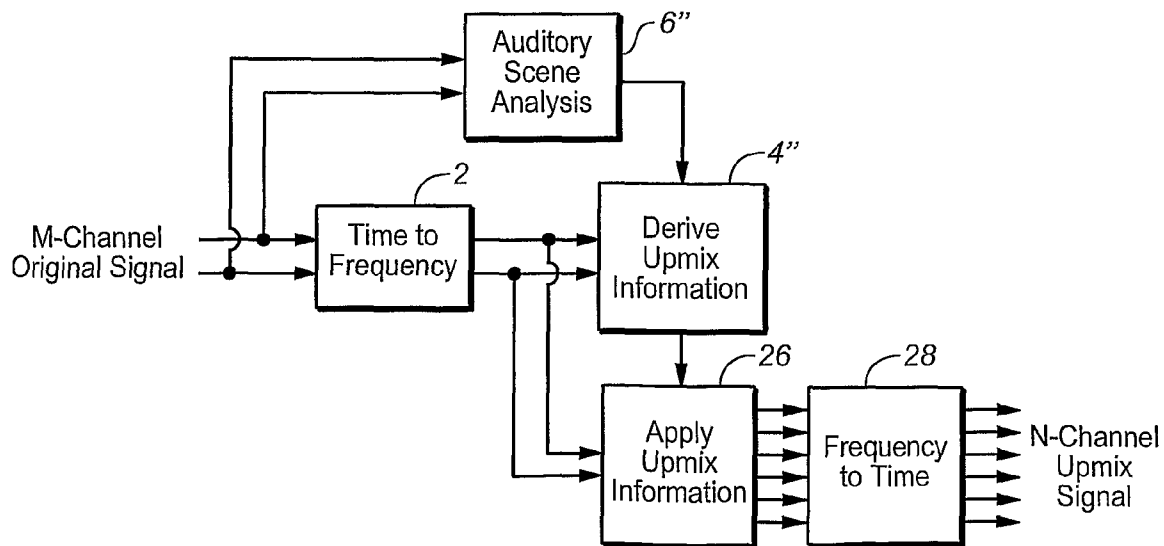 6”
Auditory
Scene
Analysis
4”
2
M-Channel
Original Signal
Time to
Frequency
Derive
Upmix
Information
26
28
Apply
Upmix
Information
Frequency
to Time
N-Channel
Upmix
Signal